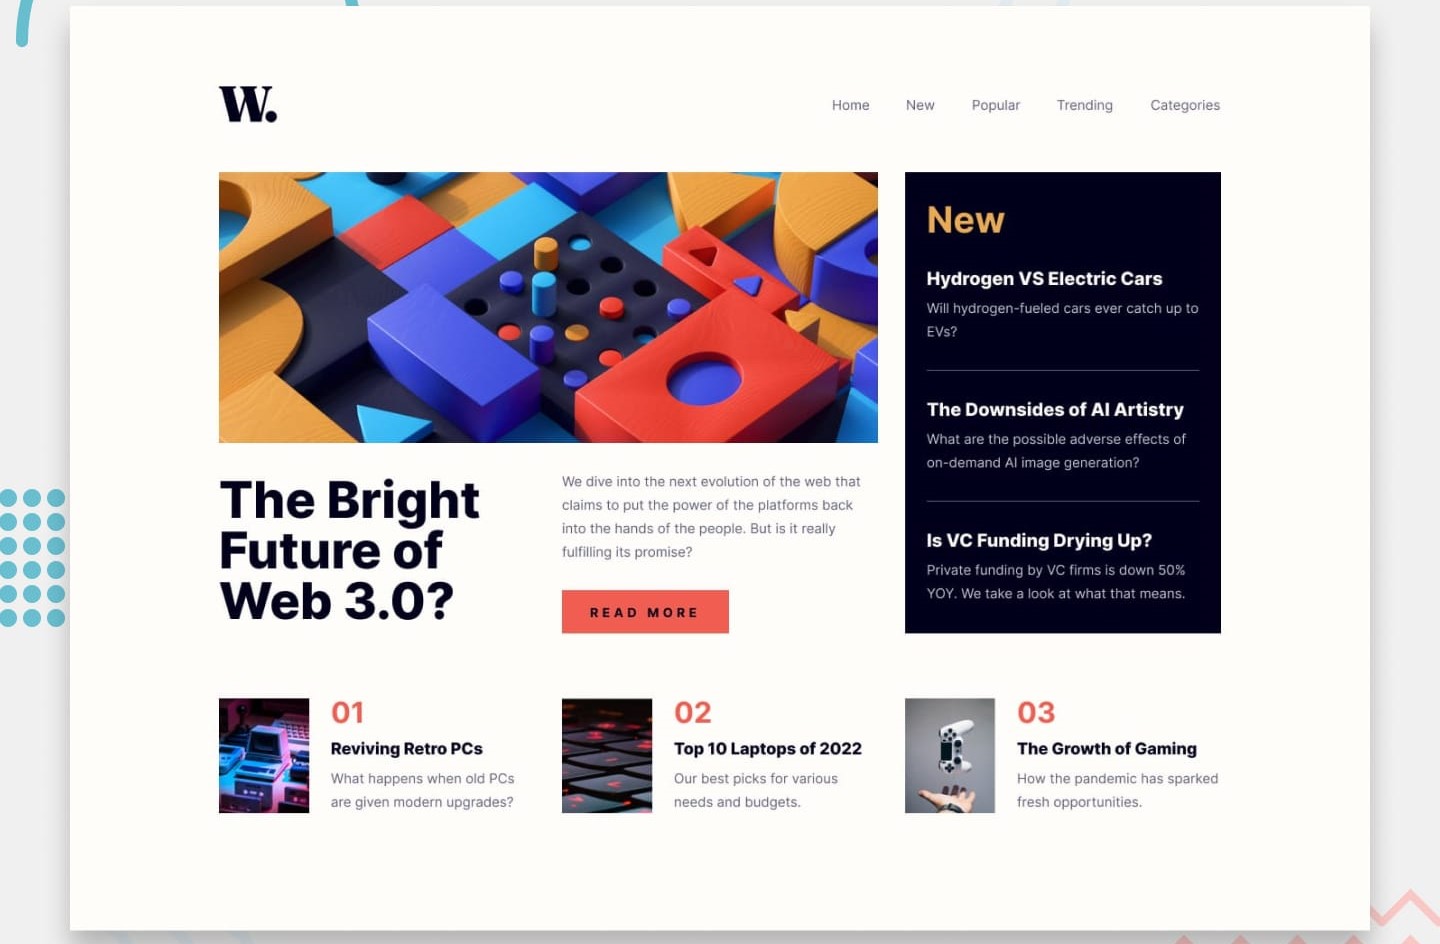 W.
Home New Popular Trending Categories
The Bright
Future of
Web 3.0?
We dive into the next evolution of the web that
claims to put the power of the platforms back
into the hands of the people. But is it really
fulfilling its promise?
READ MORE
New
Hydrogen VS Electric Cars
Will hydrogen-fueled cars ever catch up to
EVs?
The Downsides of AI Artistry
What are the possible adverse effects of
on-demand AI image generation?
Is VC Funding Drying Up?
Private funding by VC firms is down 50%
YOY. We take a look at what that means.
01
Reviving Retro PCs
What happens when old PCs
are given modern upgrades?
02
Top 10 Laptops of 2022
Our best picks for various
needs and budgets.
03
The Growth of Gaming
How the pandemic has sparked
fresh opportunities.